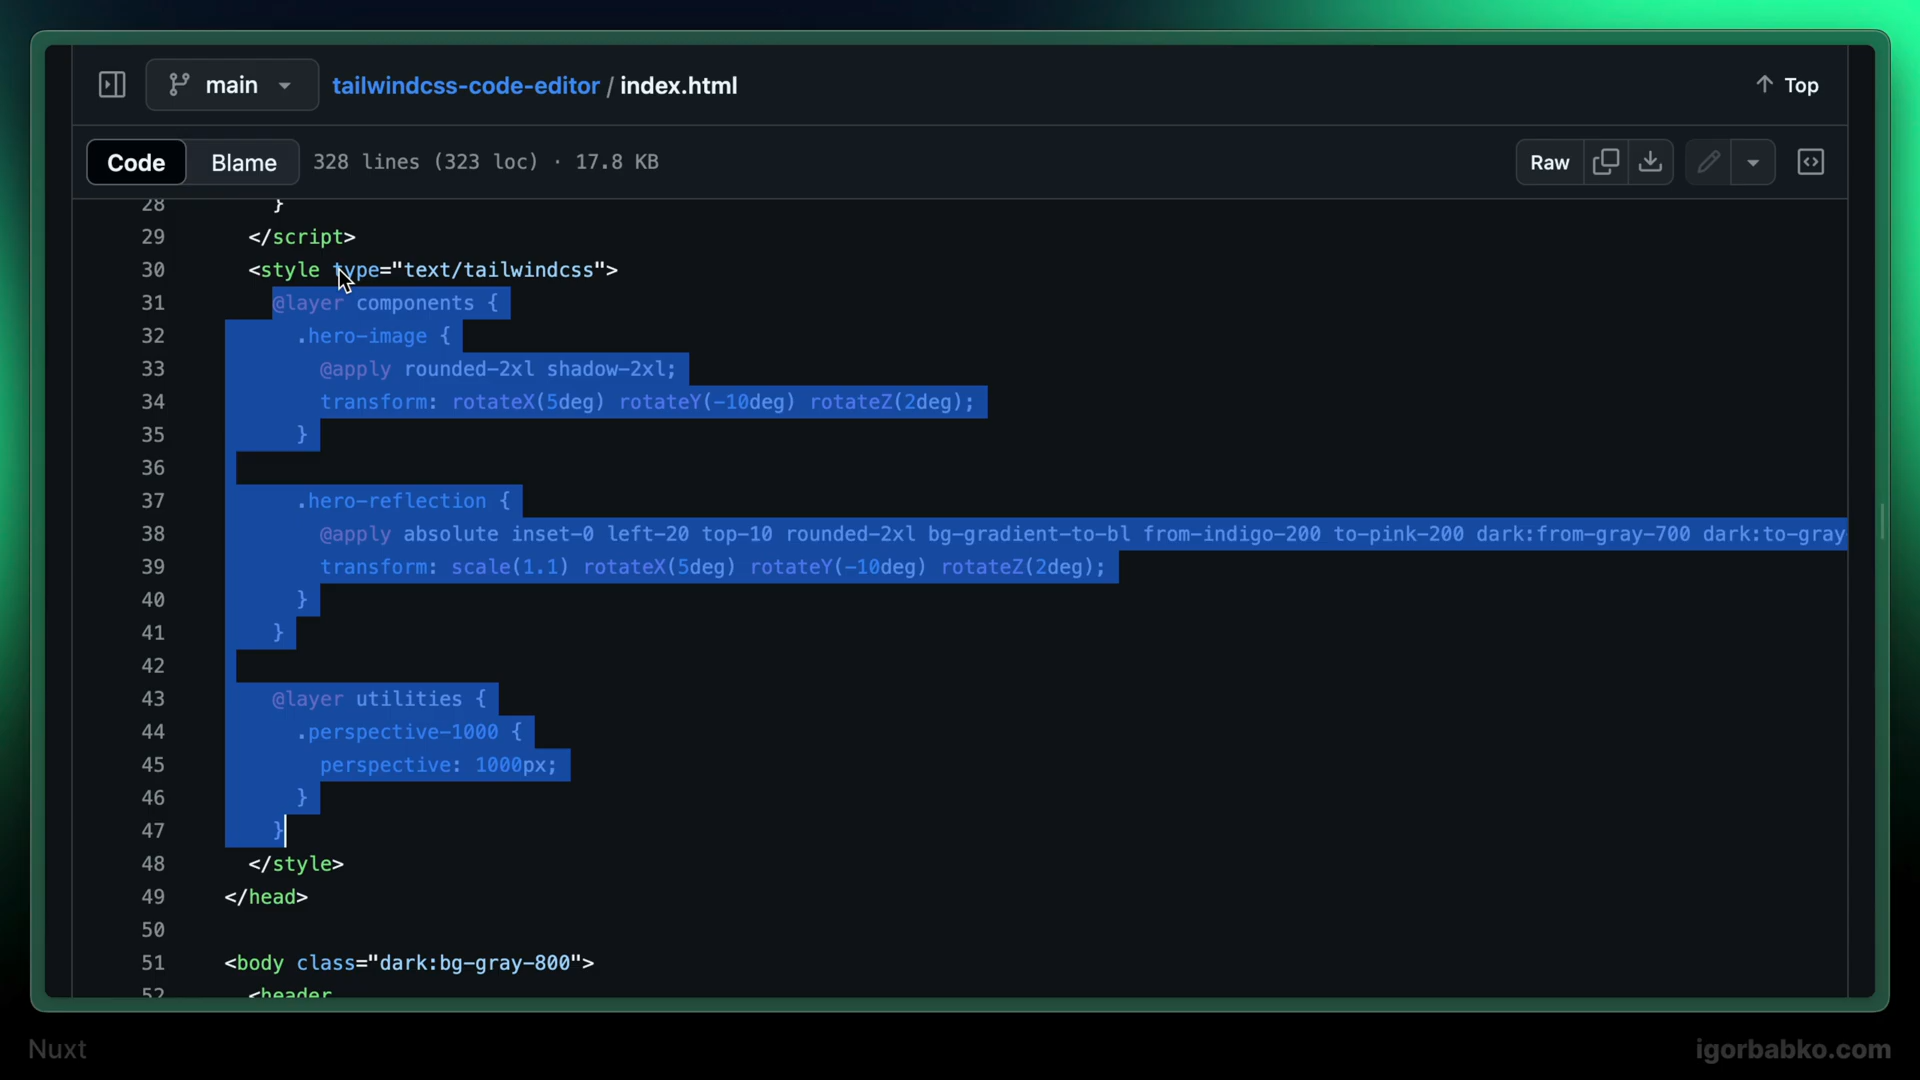 main
tailwindcss-code-editor / index.html
Top
Code
Blame
328 lines (323 loc) · 17.8 KB
Raw
28 }
29 </script>
30 <style type="text/tailwindcss">
31 @layer components {
32 .hero-image {
33 @apply rounded-2xl shadow-2xl;
34 transform: rotateX(5deg) rotateY(-10deg) rotateZ(2deg);
35 }
36
37 .hero-reflection {
38 @apply absolute inset-0 left-20 top-10 rounded-2xl bg-gradient-to-bl from-indigo-200 to-pink-200 dark:from-gray-700 dark:to-gray
39 transform: scale(1.1) rotateX(5deg) rotateY(-10deg) rotateZ(2deg);
40 }
41 }
42
43 @layer utilities {
44 .perspective-1000 {
45 perspective: 1000px;
46 }
47 }
48 </style>
49 </head>
50
51 <body class="dark:bg-gray-800">
52 <header
Nuxt
igorbabko.com